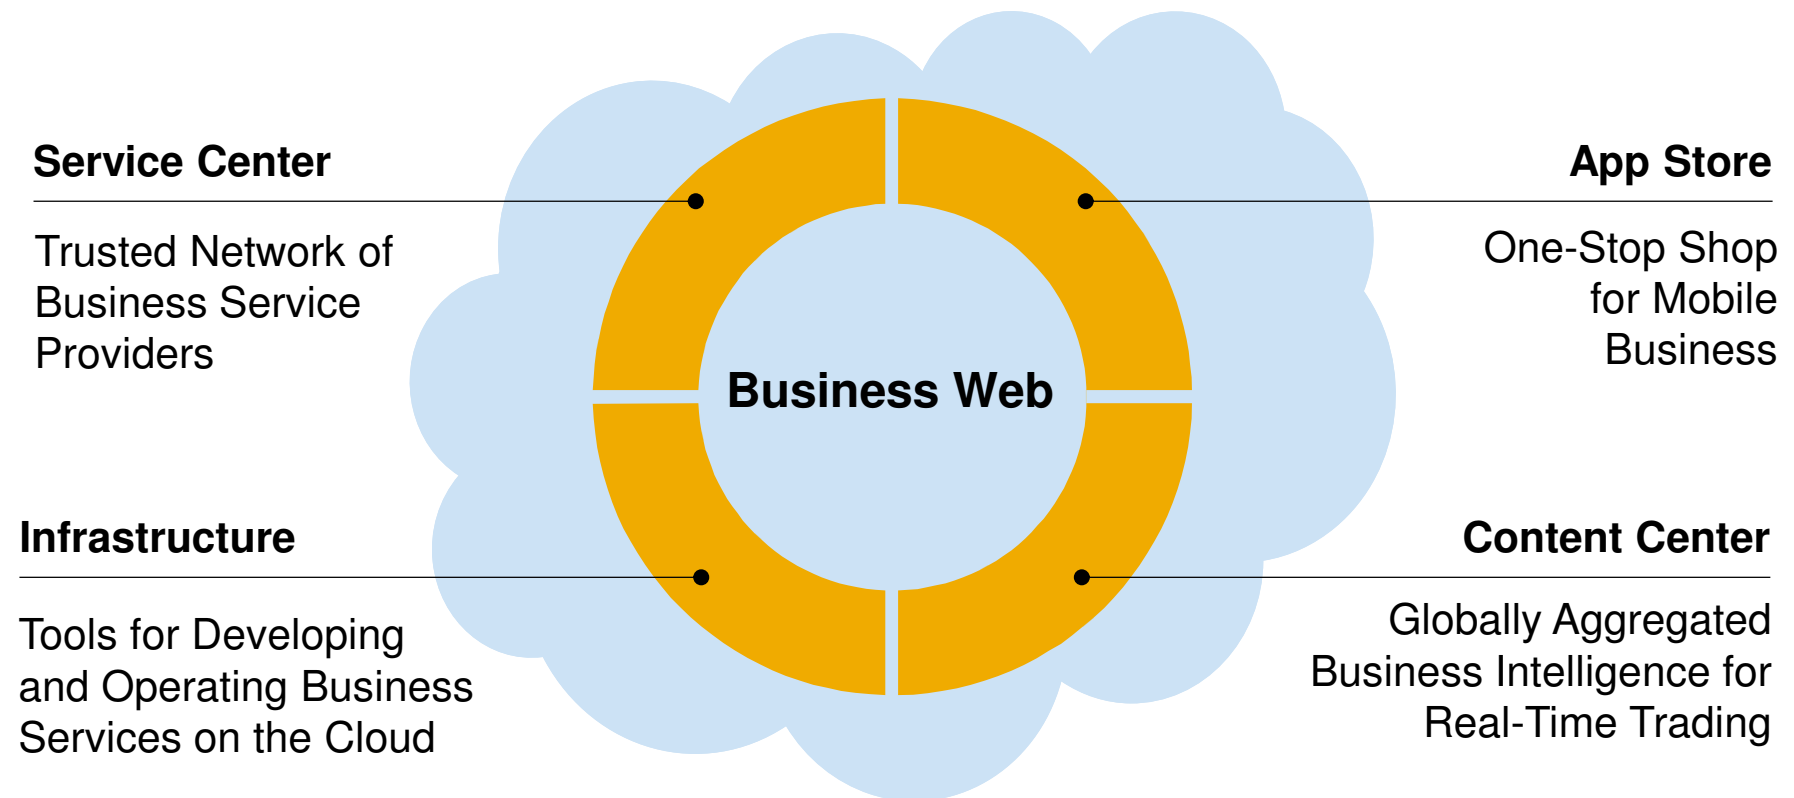 Service Center
Trusted Network of
Business Service
Providers
App Store
One-Stop Shop
for Mobile
Business
Business Web
Infrastructure
Tools for Developing
and Operating Business
Services on the Cloud
Content Center
Globally Aggregated
Business Intelligence for
Real-Time Trading